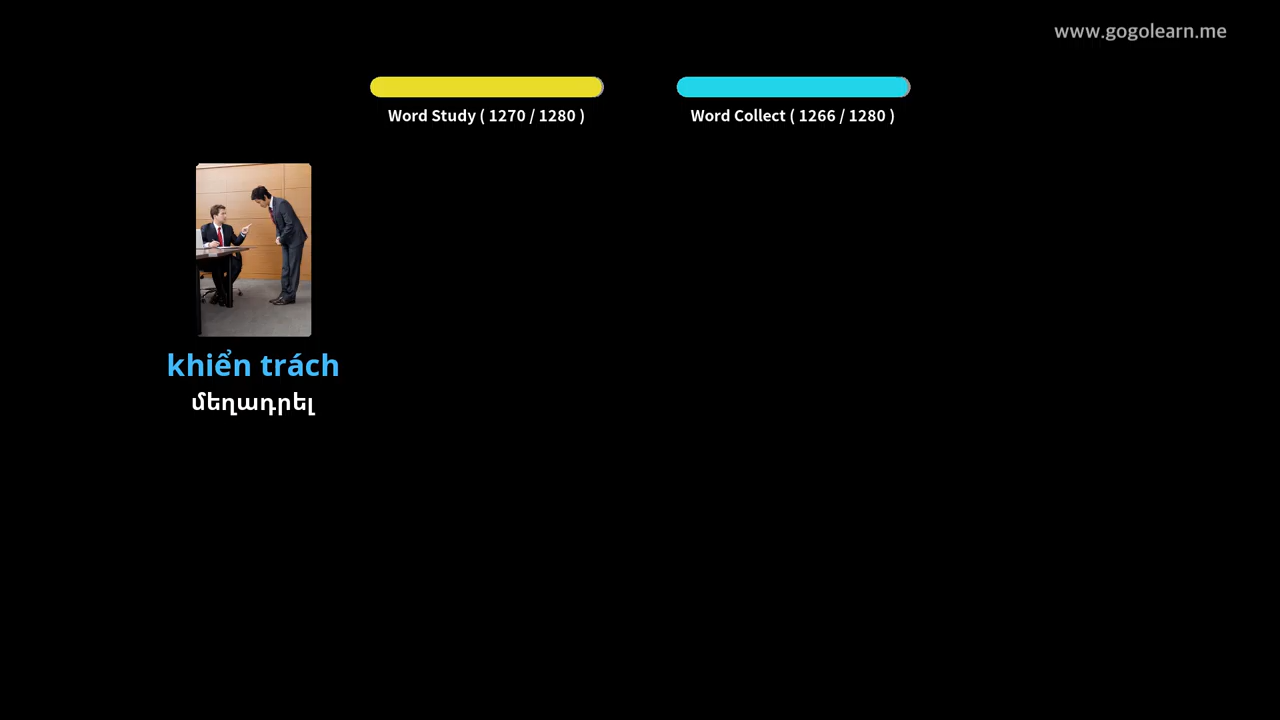 www.gogolearn.me
Word Study ( 1270 / 1280 )
Word Collect ( 1266 / 1280 )
khiển trách
մեղադրել